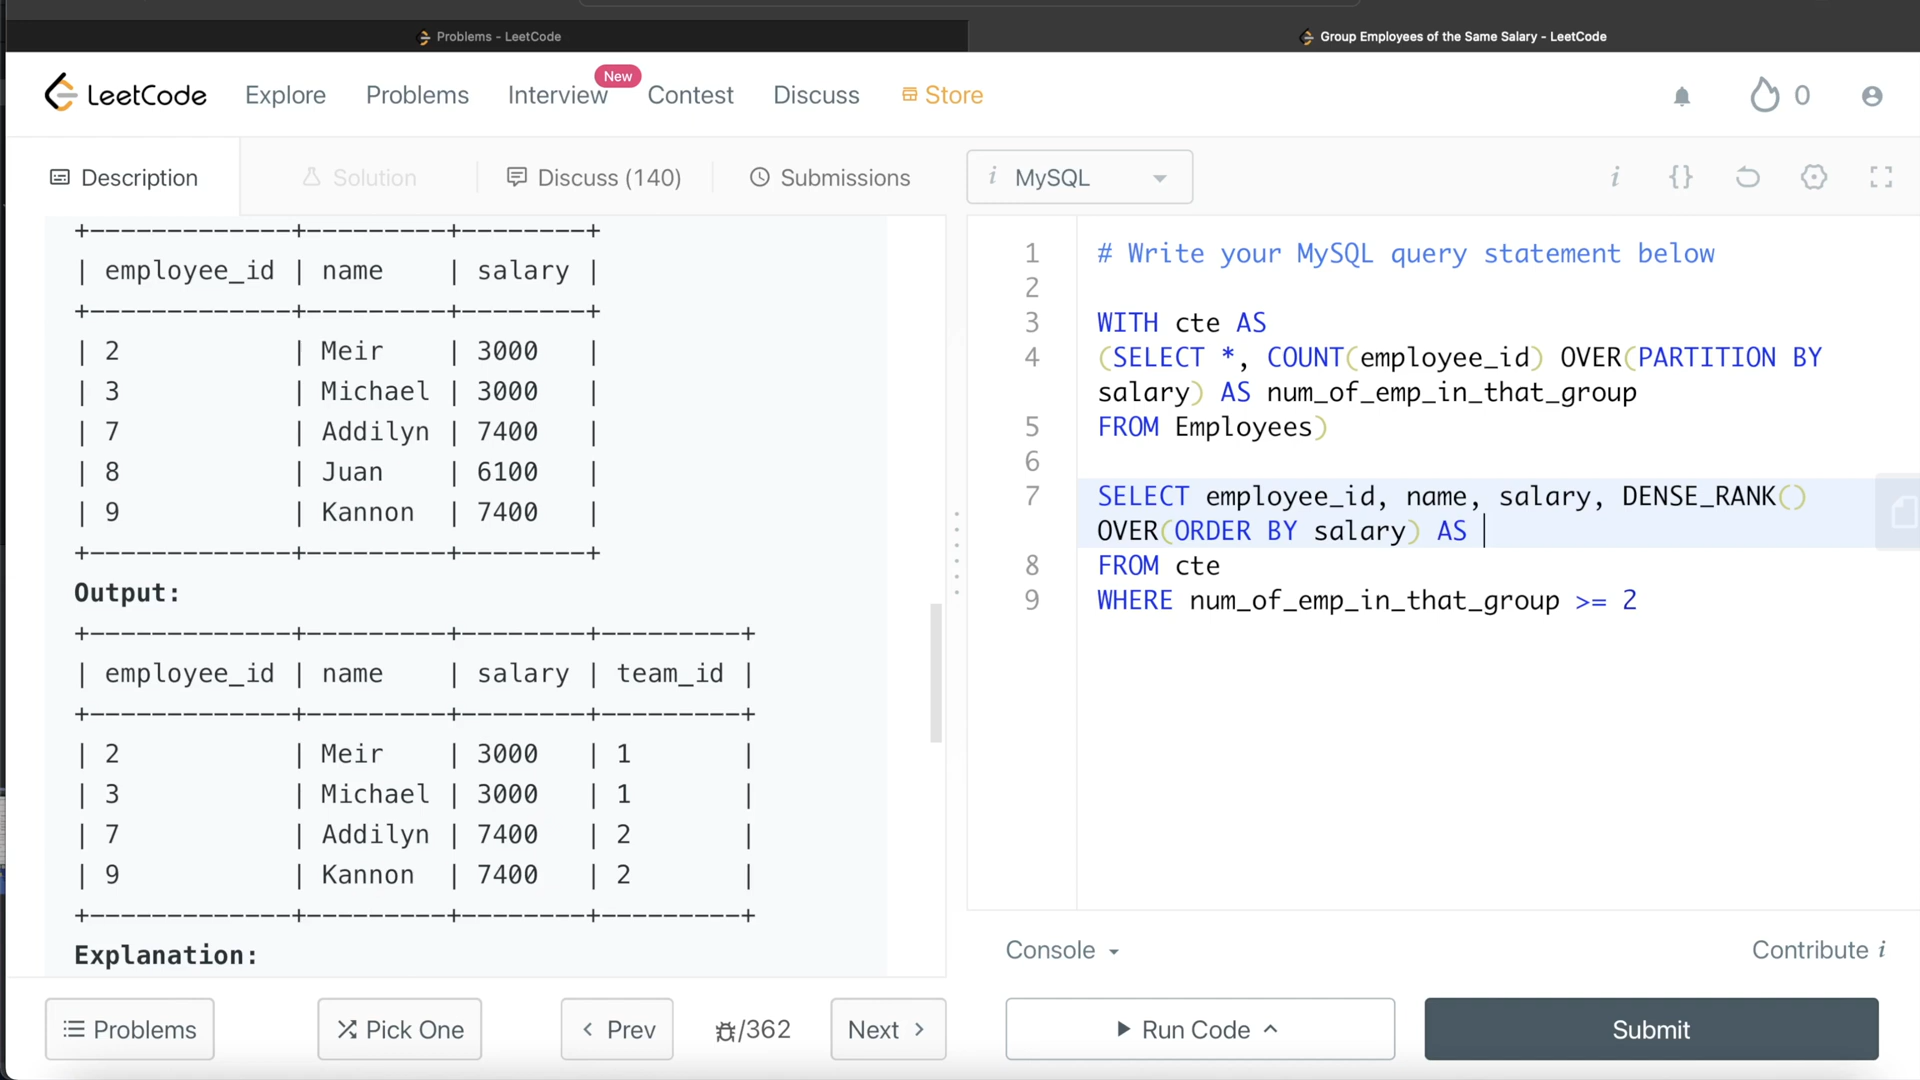 Problems - LeetCode
Group Employees of the Same Salary - LeetCode
LeetCode Explore Problems Interview New Contest Discuss Store 0
Description Solution Discuss (140) Submissions
+-------------+---------+--------+
| employee_id | name    | salary |
+-------------+---------+--------+
| 2           | Meir    | 3000   |
| 3           | Michael | 3000   |
| 7           | Addilyn | 7400   |
| 8           | Juan    | 6100   |
| 9           | Kannon  | 7400   |
+-------------+---------+--------+
Output:
+-------------+---------+--------+---------+
| employee_id | name    | salary | team_id |
+-------------+---------+--------+---------+
| 2           | Meir    | 3000   | 1       |
| 3           | Michael | 3000   | 1       |
| 7           | Addilyn | 7400   | 2       |
| 9           | Kannon  | 7400   | 2       |
+-------------+---------+--------+---------+
Explanation:
Problems Pick One Prev /362 Next
i MySQL i {}
1 # Write your MySQL query statement below
2
3 WITH cte AS
4 (SELECT *, COUNT(employee_id) OVER(PARTITION BY
salary) AS num_of_emp_in_that_group
5 FROM Employees)
6
7 SELECT employee_id, name, salary, DENSE_RANK()
OVER(ORDER BY salary) AS
8 FROM cte
9 WHERE num_of_emp_in_that_group >= 2
Console Contribute i
Run Code Submit